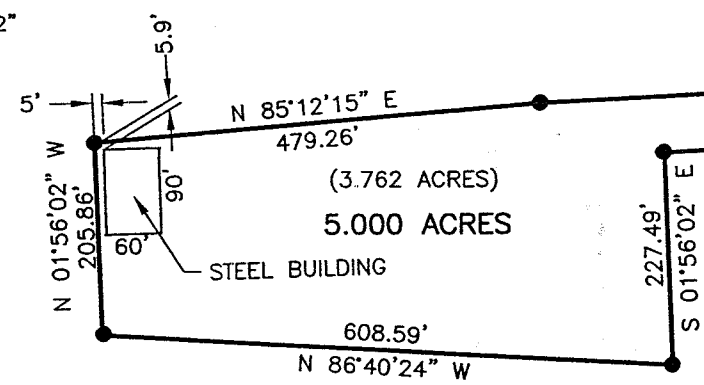 2"
5.9'
5'
N 85°12'15" E
479.26'
(3.762 ACRES)
5.000 ACRES
N 01°56'02" W
205.86'
90'
60'
STEEL BUILDING
227.49'
S 01°56'02" E
608.59'
N 86°40'24" W